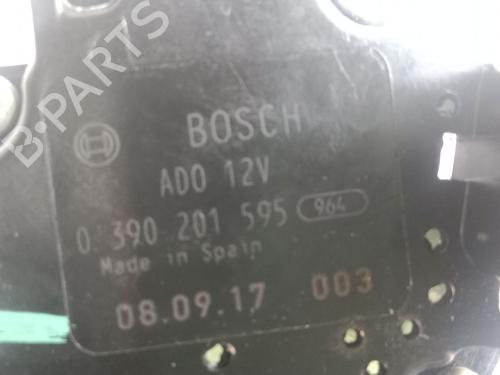 B-PARTS
BOSCH
ADO 12V
0 390 201 595 964
Made in Spain
08.09.17 003